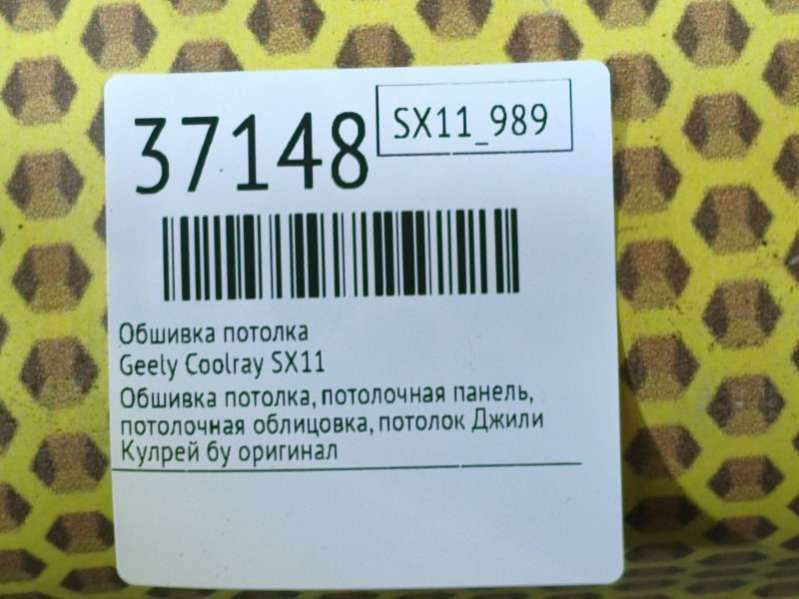 37148
SX11_989
Обшивка потолка
Geely Coolray SX11
Обшивка потолка, потолочная панель,
потолочная облицовка, потолок Джили
Кулрей бу оригинал